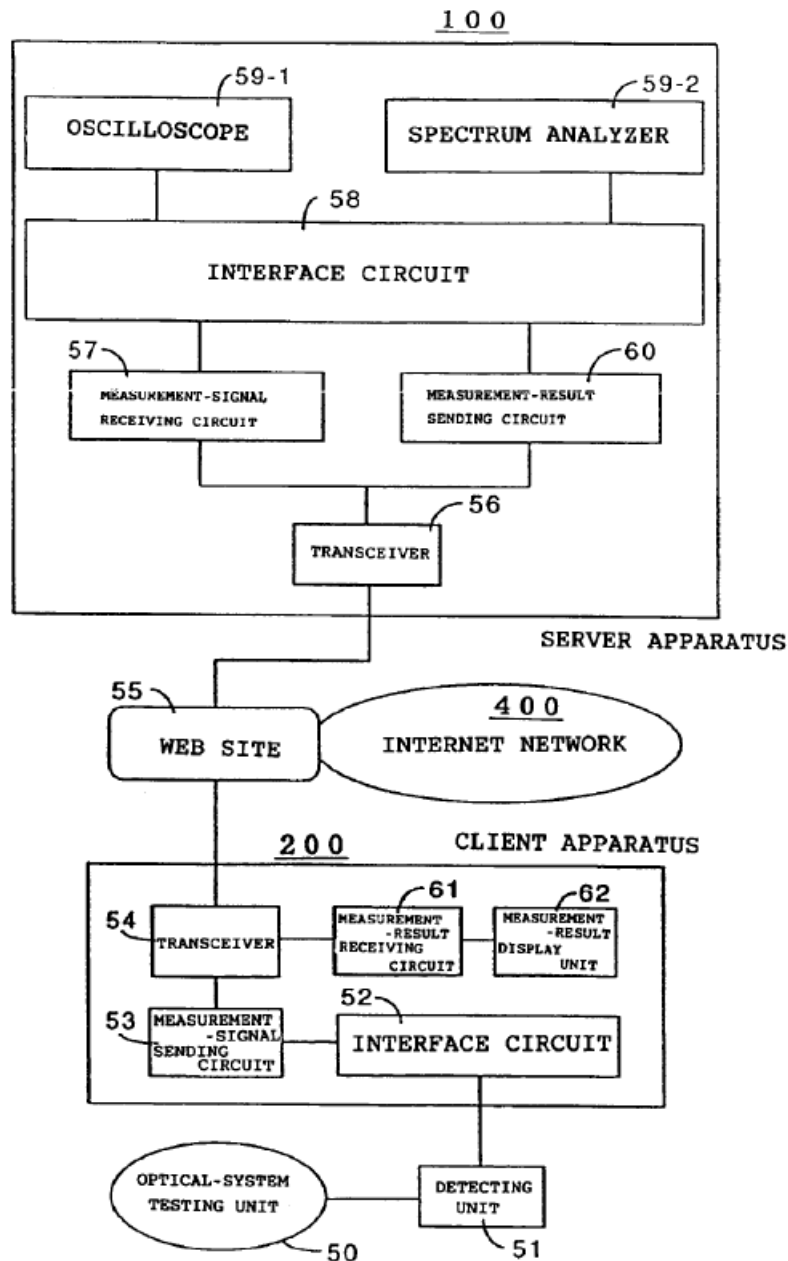 100
59-1
OSCILLOSCOPE
59-2
SPECTRUM ANALYZER
58
INTERFACE CIRCUIT
57
MEASUREMENT-SIGNAL
RECEIVING CIRCUIT
60
MEASUREMENT-RESULT
SENDING CIRCUIT
56
TRANSCEIVER
SERVER APPARATUS
55
WEB SITE
400
INTERNET NETWORK
200
CLIENT APPARATUS
54
TRANSCEIVER
61
MEASUREMENT
-RESULT
RECEIVING
CIRCUIT
62
MEASUREMENT
-RESULT
DISPLAY
UNIT
53
MEASUREMENT
-SIGNAL
SENDING
CIRCUIT
52
INTERFACE CIRCUIT
OPTICAL-SYSTEM
TESTING UNIT
50
DETECTING
UNIT
51